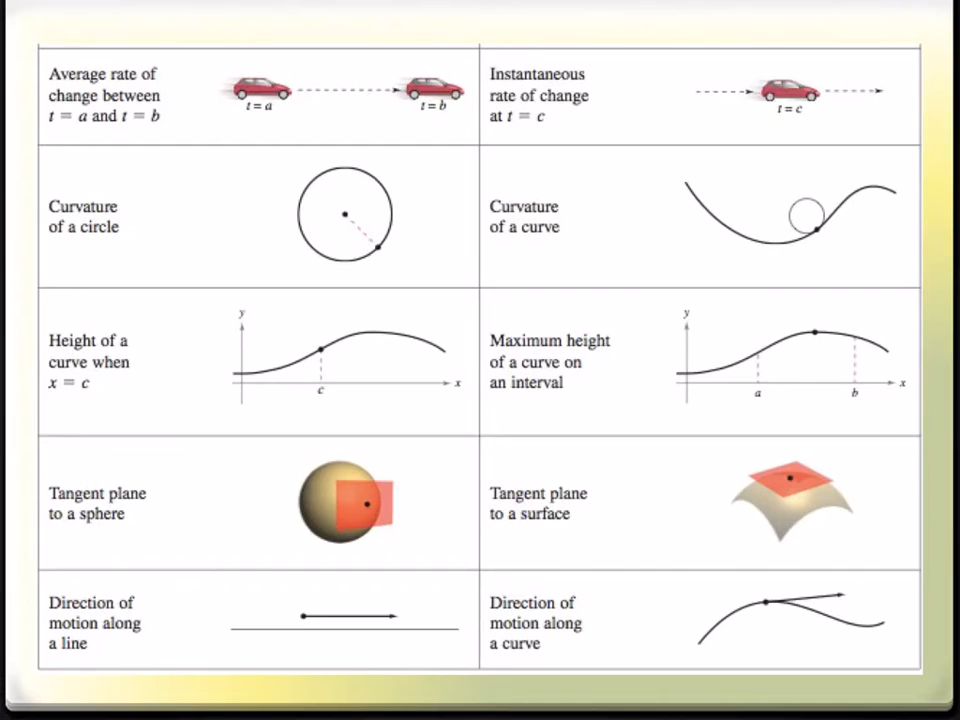 Average rate of
change between
t = a and t = b
t = a
t = b
Instantaneous
rate of change
at t = c
t = c
Curvature
of a circle
Curvature
of a curve
Height of a
curve when
x = c
y
x
c
Maximum height
of a curve on
an interval
y
x
a
b
Tangent plane
to a sphere
Tangent plane
to a surface
Direction of
motion along
a line
Direction of
motion along
a curve